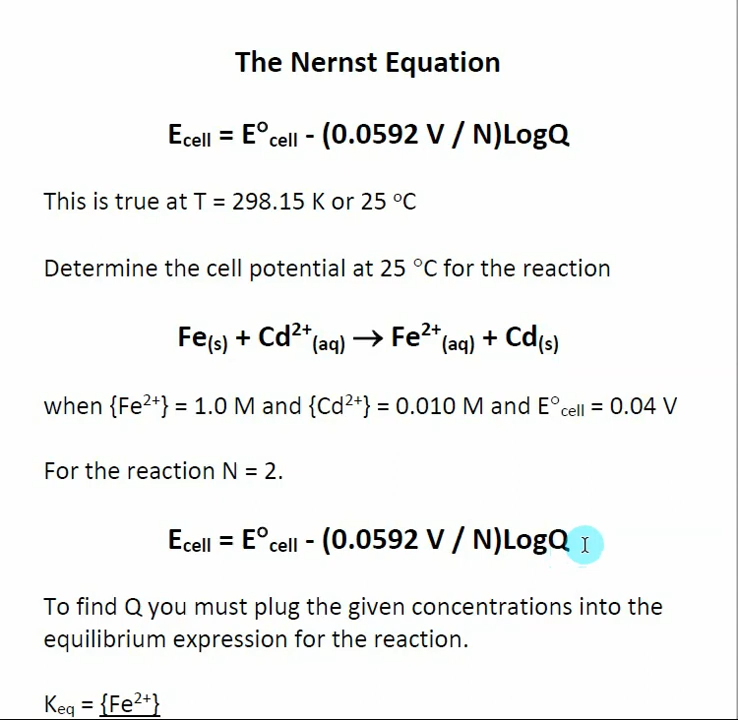 The Nernst Equation
Ecell = E°cell - (0.0592 V / N)LogQ
This is true at T = 298.15 K or 25 °C
Determine the cell potential at 25 °C for the reaction
Fe(s) + Cd²⁺(aq) → Fe²⁺(aq) + Cd(s)
when {Fe²⁺} = 1.0 M and {Cd²⁺} = 0.010 M and E°cell = 0.04 V
For the reaction N = 2.
Ecell = E°cell - (0.0592 V / N)LogQ
To find Q you must plug the given concentrations into the
equilibrium expression for the reaction.
Keq = {Fe²⁺}